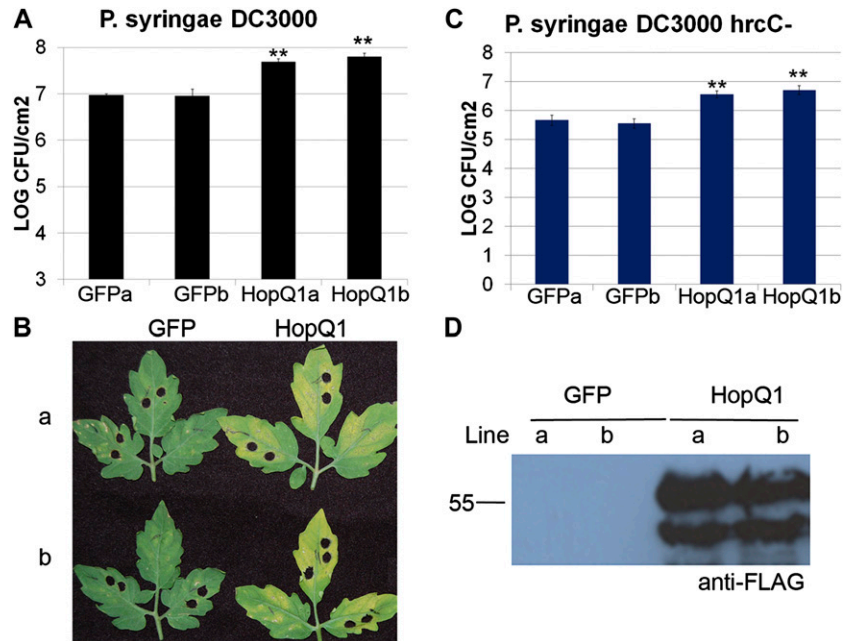 A
P. syringae DC3000
LOG CFU/cm2
8
7
6
5
4
3
**
**
GFPa
GFPb
HopQ1a
HopQ1b
C
P. syringae DC3000 hrcC-
LOG CFU/cm2
8
7
6
5
4
3
2
1
0
**
**
GFPa
GFPb
HopQ1a
HopQ1b
B
GFP
HopQ1
a
b
D
GFP
HopQ1
Line
a
b
a
b
55
anti-FLAG